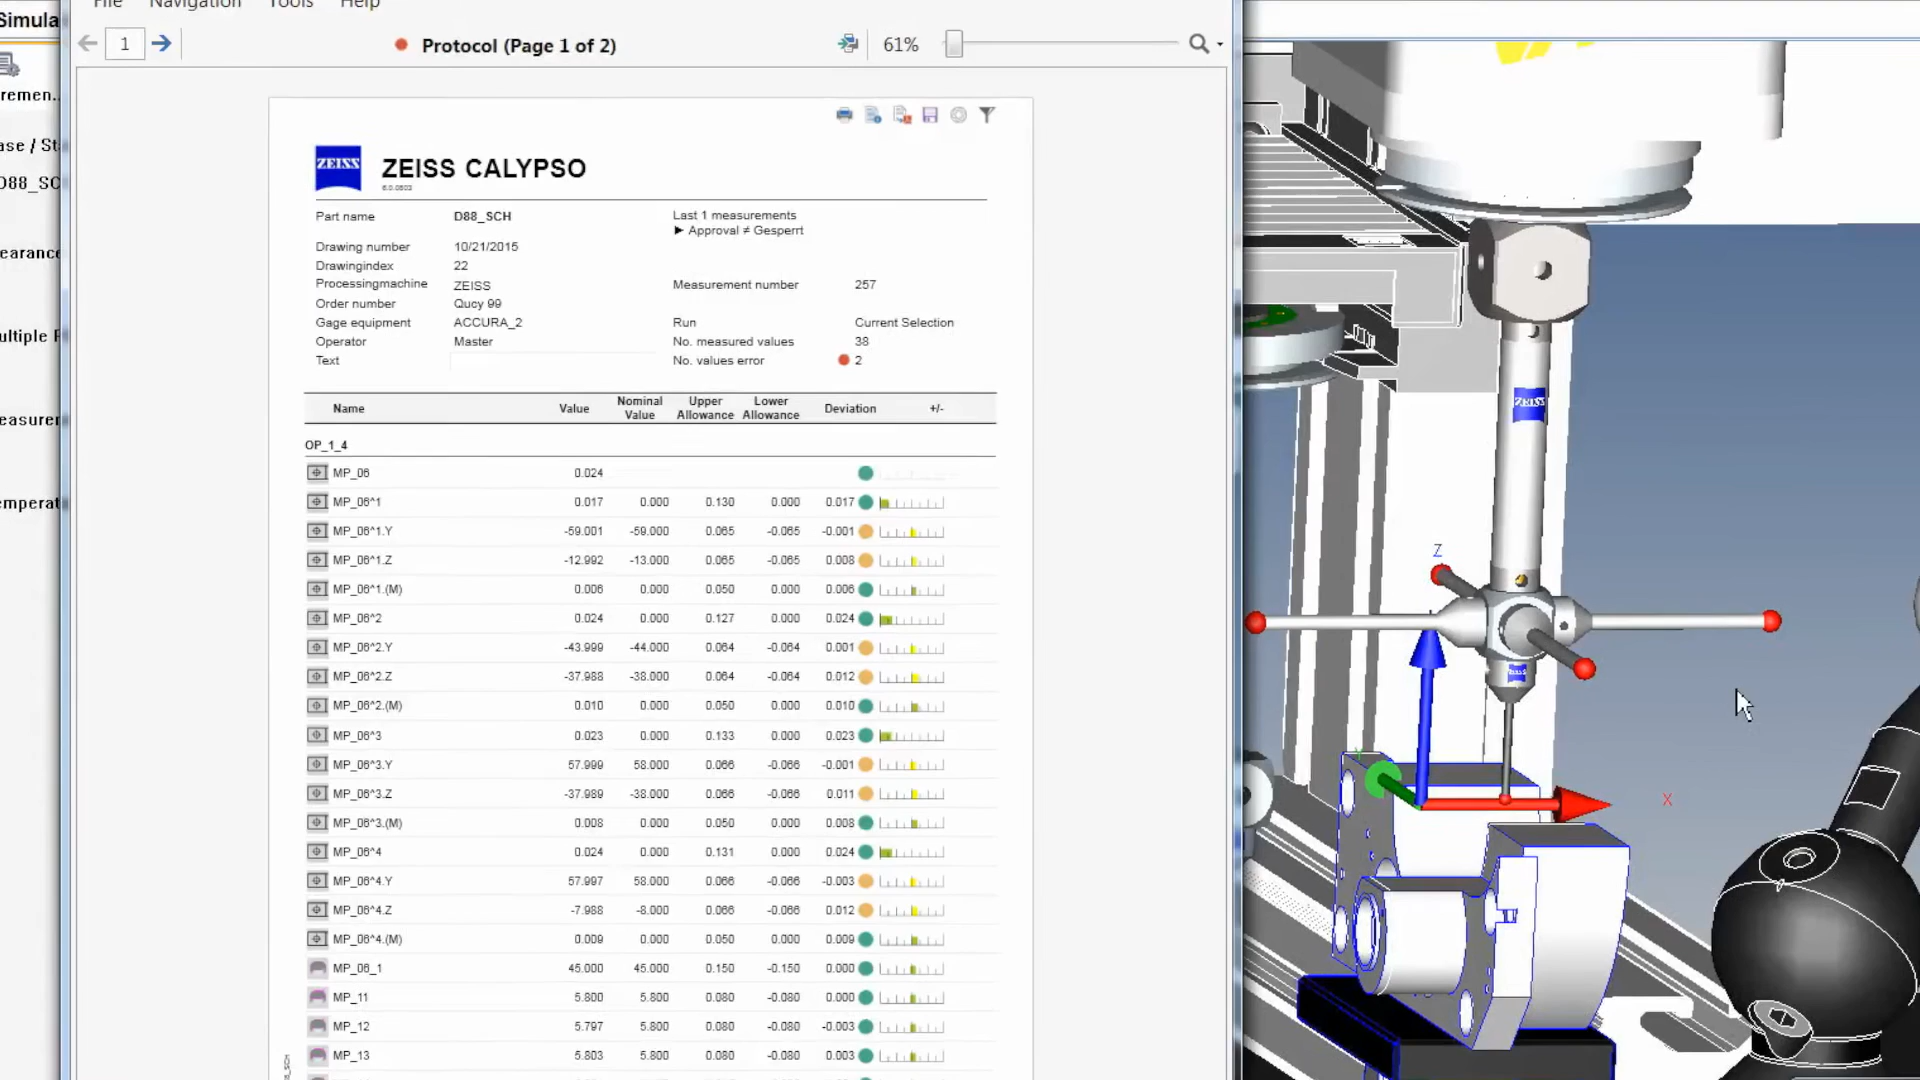 File Navigation Tools Help
Simula
1
Protocol (Page 1 of 2)
61%
remen...
ase / Sta
D88_SC
earance
ultiple P
easurem
emperat
ZEISS
ZEISS CALYPSO
6.0.0803
Part name D88_SCH Last 1 measurements
▶ Approval ≠ Gesperrt
Drawing number 10/21/2015
Drawingindex 22
Processingmachine ZEISS Measurement number 257
Order number Qucy 99
Gage equipment ACCURA_2 Run Current Selection
Operator Master No. measured values 38
Text No. values error 2
Name Value Nominal Value Upper Allowance Lower Allowance Deviation +/-
OP_1_4
MP_06 0.024
MP_06^1 0.017 0.000 0.130 0.000 0.017
MP_06^1.Y -59.001 -59.000 0.065 -0.065 -0.001
MP_06^1.Z -12.992 -13.000 0.065 -0.065 0.008
MP_06^1.(M) 0.006 0.000 0.050 0.000 0.006
MP_06^2 0.024 0.000 0.127 0.000 0.024
MP_06^2.Y -43.999 -44.000 0.064 -0.064 0.001
MP_06^2.Z -37.988 -38.000 0.064 -0.064 0.012
MP_06^2.(M) 0.010 0.000 0.050 0.000 0.010
MP_06^3 0.023 0.000 0.133 0.000 0.023
MP_06^3.Y 57.999 58.000 0.066 -0.066 -0.001
MP_06^3.Z -37.989 -38.000 0.066 -0.066 0.011
MP_06^3.(M) 0.008 0.000 0.050 0.000 0.008
MP_06^4 0.024 0.000 0.131 0.000 0.024
MP_06^4.Y 57.997 58.000 0.066 -0.066 -0.003
MP_06^4.Z -7.988 -8.000 0.066 -0.066 0.012
MP_06^4.(M) 0.009 0.000 0.050 0.000 0.009
MP_06_1 45.000 45.000 0.150 -0.150 0.000
MP_11 5.800 5.800 0.080 -0.080 0.000
MP_12 5.797 5.800 0.080 -0.080 -0.003
MP_13 5.803 5.800 0.080 -0.080 0.003
ZEISS
Z
ZEISS
Y
X